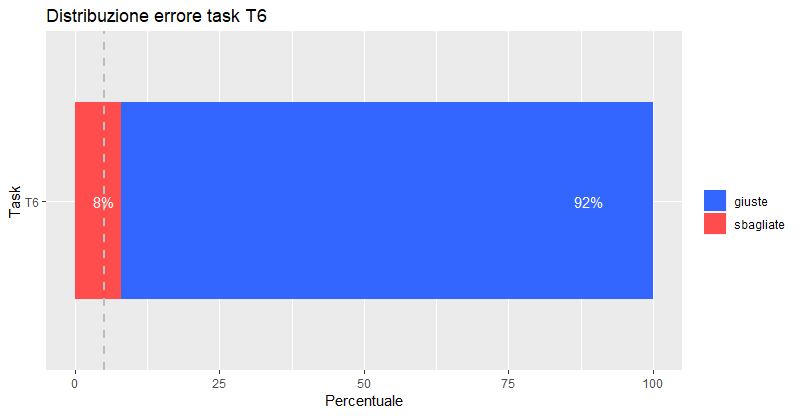 Distribuzione errore task T6
Task
T6
8%
92%
giuste
sbagliate
0
25
50
75
100
Percentuale